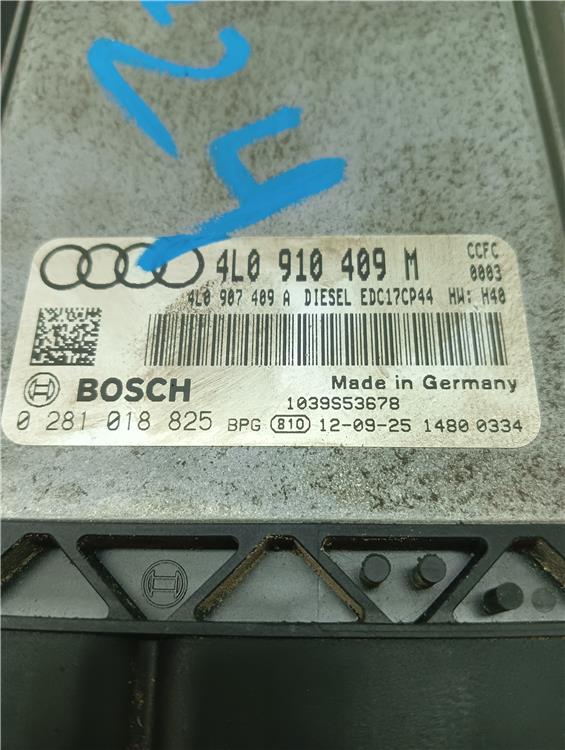 4L0 910 409 M CCFC 0003
4L0 907 409 A DIESEL EDC17CP44 HW: H40
BOSCH Made in Germany
1039S53678
0 281 018 825 BPG 810 12-09-25 1480 0334